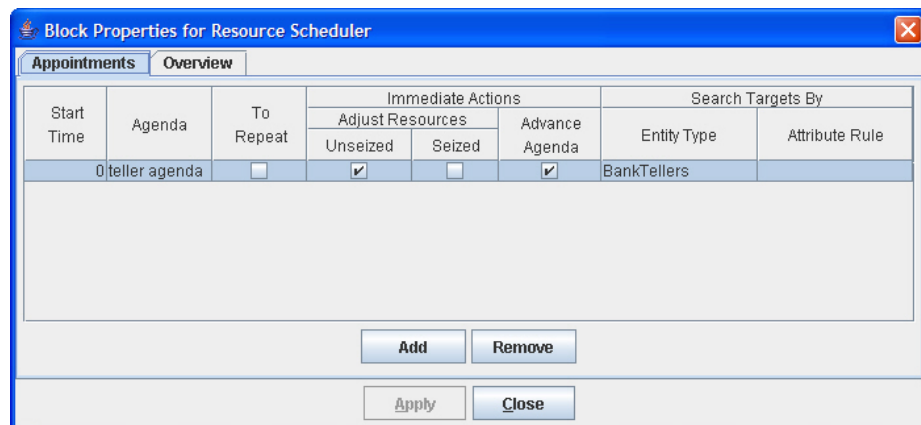 Block Properties for Resource Scheduler
Appointments Overview
Start Time Agenda To Repeat Immediate Actions Search Targets By
Adjust Resources Advance Agenda Entity Type Attribute Rule
Unseized Seized
0 teller agenda BankTellers
Add Remove
Apply Close